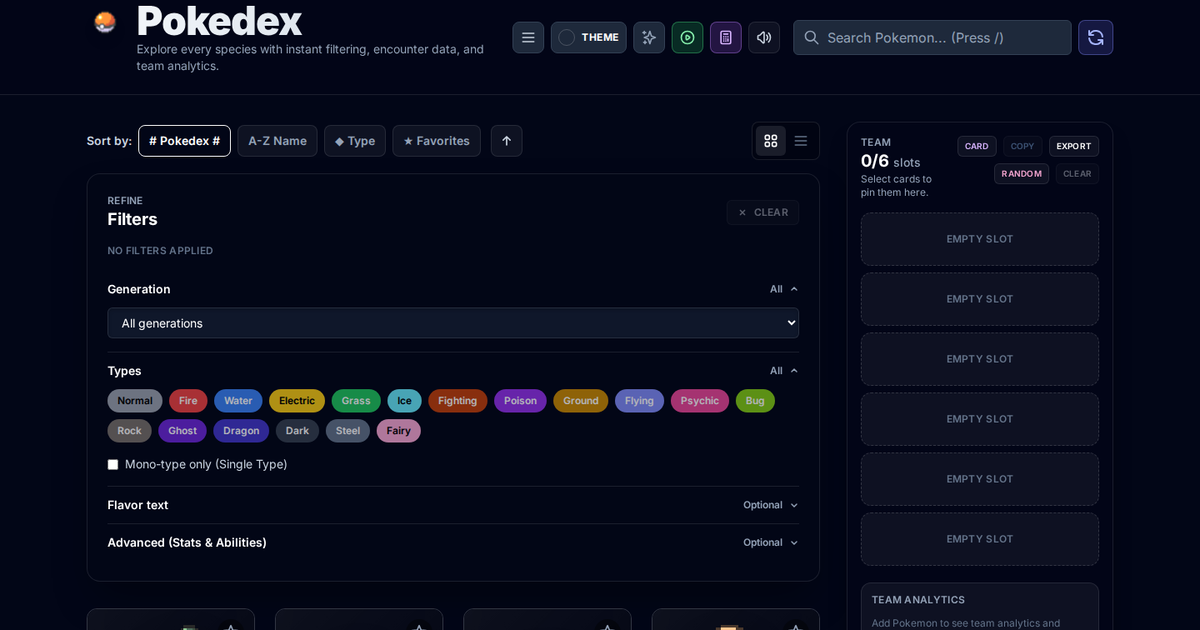 Pokedex
Explore every species with instant filtering, encounter data, and
team analytics.
THEME
Search Pokemon... (Press /)
Sort by:
# Pokedex #
A-Z Name
◆ Type
★ Favorites
↑
REFINE
Filters
✕ CLEAR
NO FILTERS APPLIED
Generation
All
All generations
Types
All
Normal Fire Water Electric Grass Ice Fighting Poison Ground Flying Psychic Bug
Rock Ghost Dragon Dark Steel Fairy
Mono-type only (Single Type)
Flavor text
Optional
Advanced (Stats & Abilities)
Optional
TEAM
0/6 slots
Select cards to
pin them here.
CARD COPY EXPORT
RANDOM CLEAR
EMPTY SLOT
EMPTY SLOT
EMPTY SLOT
EMPTY SLOT
EMPTY SLOT
EMPTY SLOT
TEAM ANALYTICS
Add Pokemon to see team analytics and